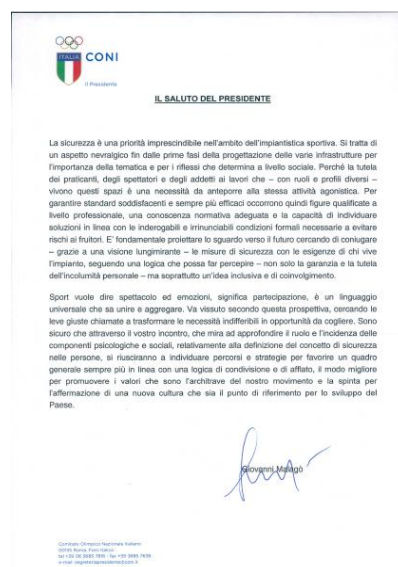 ITALIA
CONI
Il Presidente
IL SALUTO DEL PRESIDENTE
La sicurezza è una priorità imprescindibile nell'ambito dell'impiantistica sportiva. Si tratta di
un aspetto nevralgico fin dalle prime fasi della progettazione delle varie infrastrutture per
l'importanza della tematica e per i riflessi che determina a livello sociale. Perché la tutela
dei praticanti, degli spettatori e degli addetti ai lavori che – con ruoli e profili diversi –
vivono questi spazi è una necessità da anteporre alla stessa attività agonistica. Per
garantire standard soddisfacenti e sempre più efficaci occorrono quindi figure qualificate a
livello professionale, una conoscenza normativa adeguata e la capacità di individuare
soluzioni in linea con le inderogabili e irrinunciabili condizioni formali necessarie a evitare
rischi ai fruitori. E' fondamentale proiettare lo sguardo verso il futuro cercando di coniugare
– grazie a una visione lungimirante – le misure di sicurezza con le esigenze di chi vive
l'impianto, seguendo una logica che possa far percepire – non solo la garanzia e la tutela
dell'incolumità personale – ma soprattutto un'idea inclusiva e di coinvolgimento.
Sport vuole dire spettacolo ed emozioni, significa partecipazione, è un linguaggio
universale che sa unire e aggregare. Va vissuto secondo questa prospettiva, cercando le
leve giuste chiamate a trasformare le necessità indifferibili in opportunità da cogliere. Sono
sicuro che attraverso il vostro incontro, che mira ad approfondire il ruolo e l'incidenza delle
componenti psicologiche e sociali, relativamente alla definizione del concetto di sicurezza
nelle persone, si riusciranno a individuare percorsi e strategie per favorire un quadro
generale sempre più in linea con una logica di condivisione e di afflato, il modo migliore
per promuovere i valori che sono l'architrave del nostro movimento e la spinta per
l'affermazione di una nuova cultura che sia il punto di riferimento per lo sviluppo del
Paese.
Giovanni Malagò
Comitato Olimpico Nazionale Italiano
00135 Roma, Foro Italico